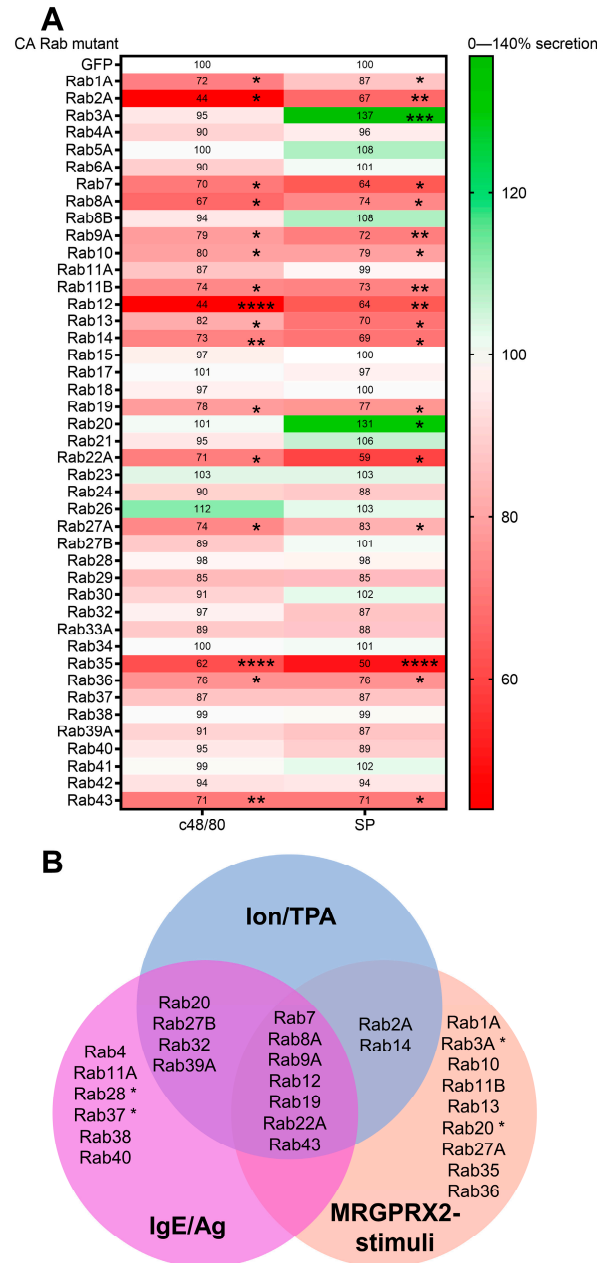 A
CA Rab mutant
0—140% secretion
GFP 100 100
Rab1A 72 * 87 *
Rab2A 44 * 67 **
Rab3A 95 137 ***
Rab4A 90 96
Rab5A 100 108
Rab6A 90 101
Rab7 70 * 64 *
Rab8A 67 * 74 *
Rab8B 94 108
Rab9A 79 * 72 **
Rab10 80 * 79 *
Rab11A 87 99
Rab11B 74 * 73 **
Rab12 44 **** 64 **
Rab13 82 * 70 *
Rab14 73 ** 69 *
Rab15 97 100
Rab17 101 97
Rab18 97 100
Rab19 78 * 77 *
Rab20 101 131 *
Rab21 95 106
Rab22A 71 * 59 *
Rab23 103 103
Rab24 90 88
Rab26 112 103
Rab27A 74 * 83 *
Rab27B 89 101
Rab28 98 98
Rab29 85 85
Rab30 91 102
Rab32 97 87
Rab33A 89 88
Rab34 100 101
Rab35 62 **** 50 ****
Rab36 76 * 76 *
Rab37 87 87
Rab38 99 99
Rab39A 91 87
Rab40 95 89
Rab41 99 102
Rab42 94 94
Rab43 71 ** 71 *
c48/80 SP
120
100
80
60
B
Ion/TPA
Rab20
Rab27B
Rab32
Rab39A
Rab7
Rab8A
Rab9A
Rab12
Rab19
Rab22A
Rab43
Rab2A
Rab14
Rab4
Rab11A
Rab28 *
Rab37 *
Rab38
Rab40
Rab1A
Rab3A *
Rab10
Rab11B
Rab13
Rab20 *
Rab27A
Rab35
Rab36
IgE/Ag
MRGPRX2-
stimuli